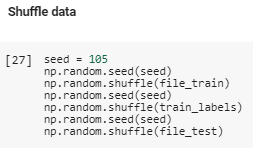 Shuffle data
[27] seed = 105
np.random.seed(seed)
np.random.shuffle(file_train)
np.random.seed(seed)
np.random.shuffle(train_labels)
np.random.seed(seed)
np.random.shuffle(file_test)